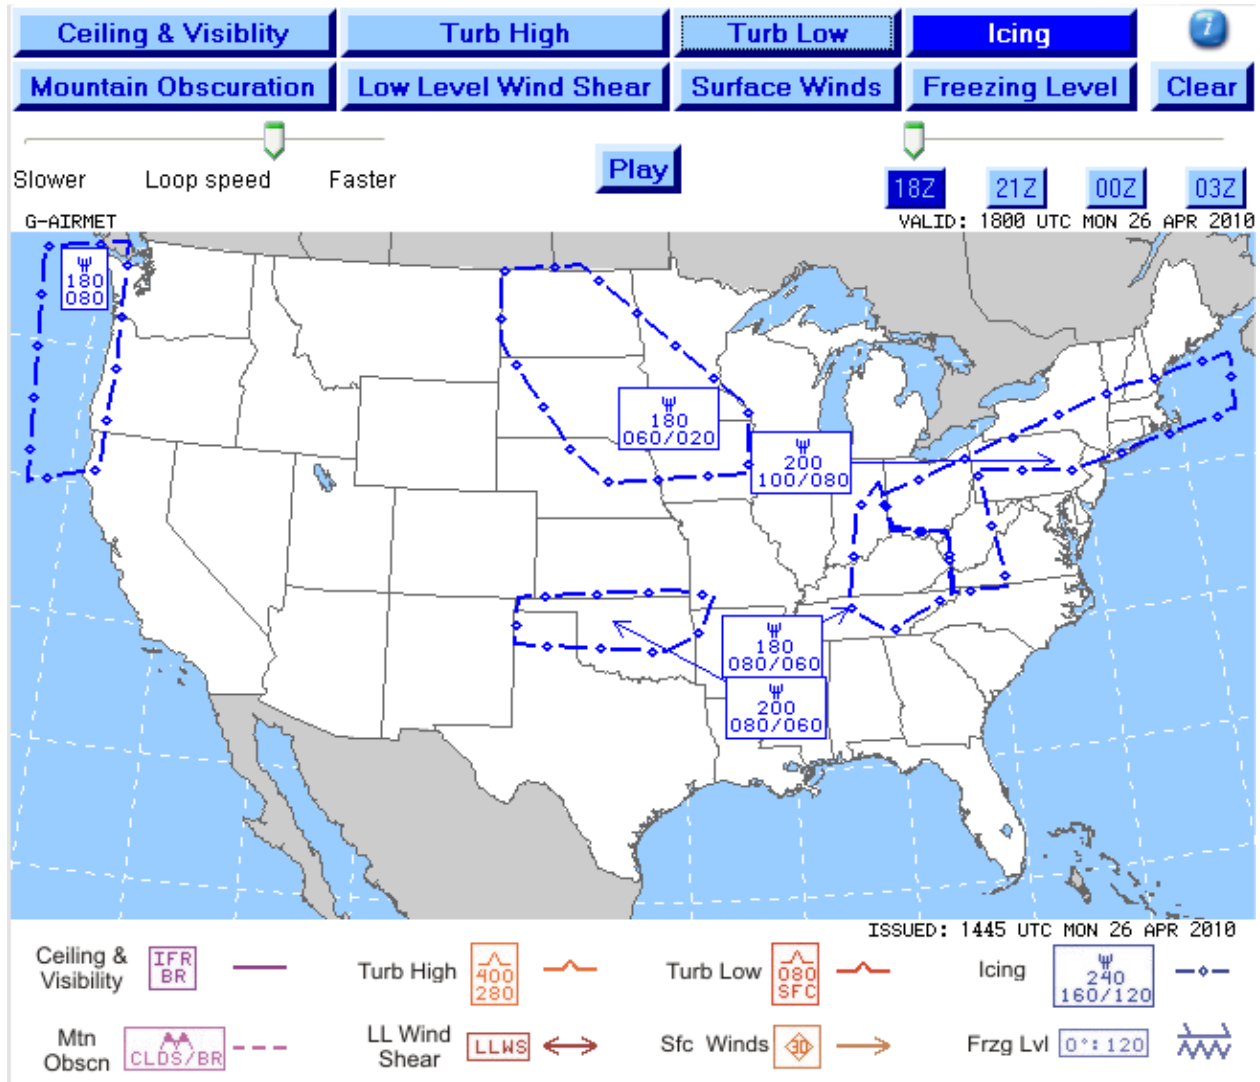 Ceiling & Visiblity Turb High Turb Low Icing
Mountain Obscuration Low Level Wind Shear Surface Winds Freezing Level Clear
Slower Loop speed Faster Play
18Z 21Z 00Z 03Z
G-AIRMET VALID: 1800 UTC MON 26 APR 2010
180
080
180
060/020
200
100/080
180
080/060
200
080/060
ISSUED: 1445 UTC MON 26 APR 2010
Ceiling &
Visibility
IFR
BR
Turb High
400
280
Turb Low
080
SFC
Icing
240
160/120
Mtn
Obscn
CLDS/BR
LL Wind
Shear
LLWS
Sfc Winds
30
Frzg Lvl
0°:120